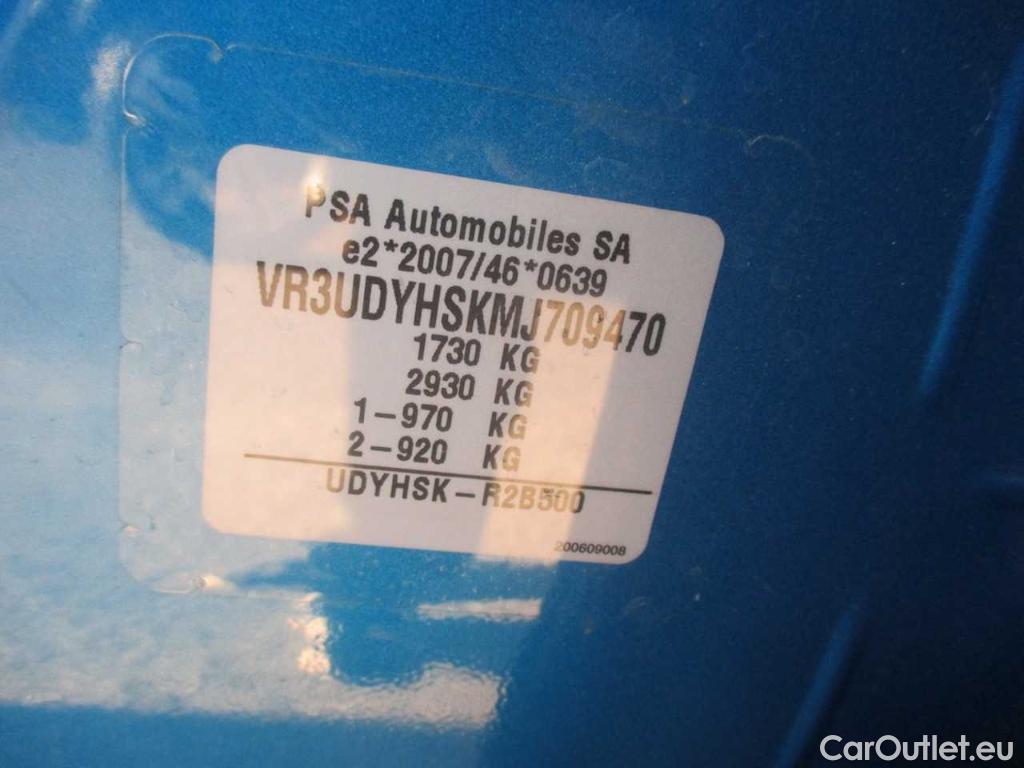 PSA Automobiles SA
e2*2007/46*0639
VR3UDYHSKMJ709470
1730 KG
2930 KG
1-970 KG
2-920 KG
UDYHSK-R2B500
200609008
CarOutlet.eu